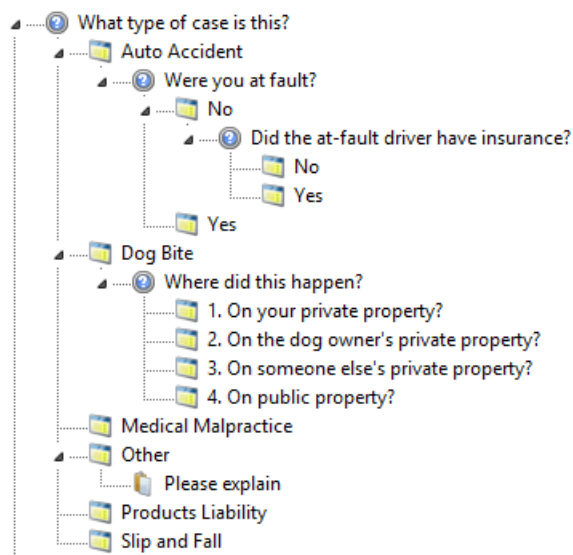 What type of case is this?
Auto Accident
Were you at fault?
No
Did the at-fault driver have insurance?
No
Yes
Yes
Dog Bite
Where did this happen?
1. On your private property?
2. On the dog owner's private property?
3. On someone else's private property?
4. On public property?
Medical Malpractice
Other
Please explain
Products Liability
Slip and Fall